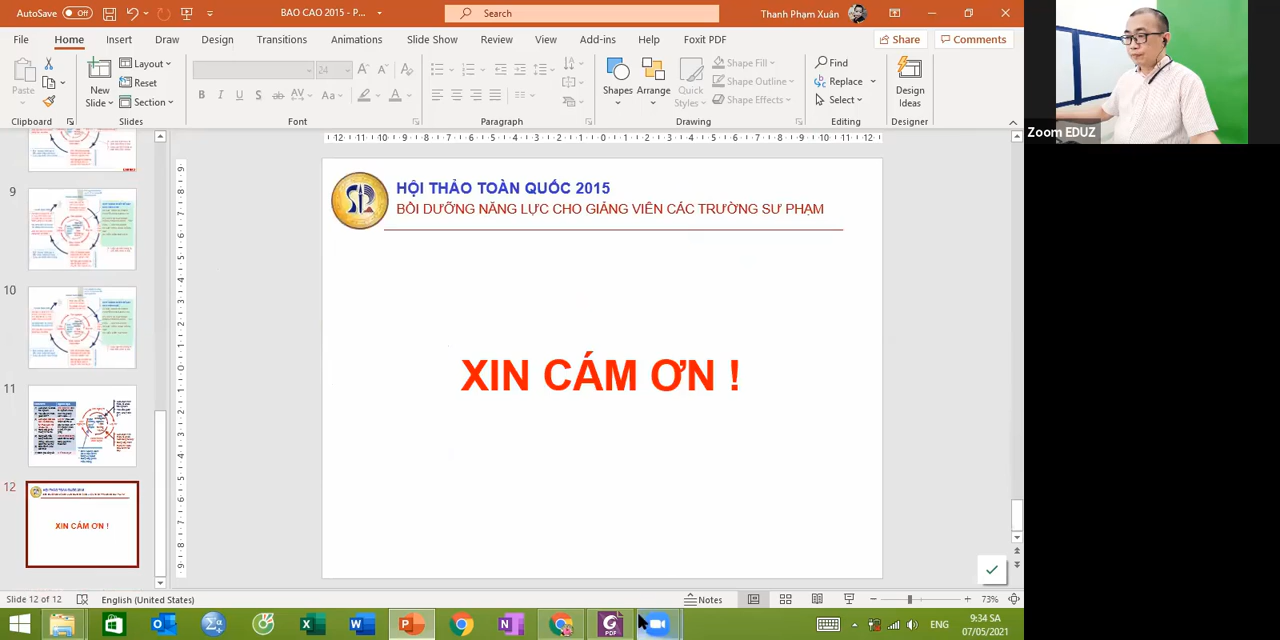 AutoSave Off BAO CAO 2015 - P... Search Thanh Phạm Xuân
File Home Insert Draw Design Transitions Animations Slide Show Review View Add-ins Help Foxit PDF Share Comments
Paste
New Slide
Layout
Reset
Section
24
Shapes
Arrange
Quick Styles
Shape Fill
Shape Outline
Shape Effects
Find
Replace
Select
Design Ideas
Clipboard Slides Font Paragraph Drawing Editing Designer
Zoom EDUZ
9
10
11
12
XIN CÁM ƠN !
HỘI THẢO TOÀN QUỐC 2015
BỒI DƯỠNG NĂNG LỰC CHO GIẢNG VIÊN CÁC TRƯỜNG SƯ PHẠM
XIN CÁM ƠN !
Slide 12 of 12 English (United States) Notes 73%
ENG
9:34 SA
07/05/2021